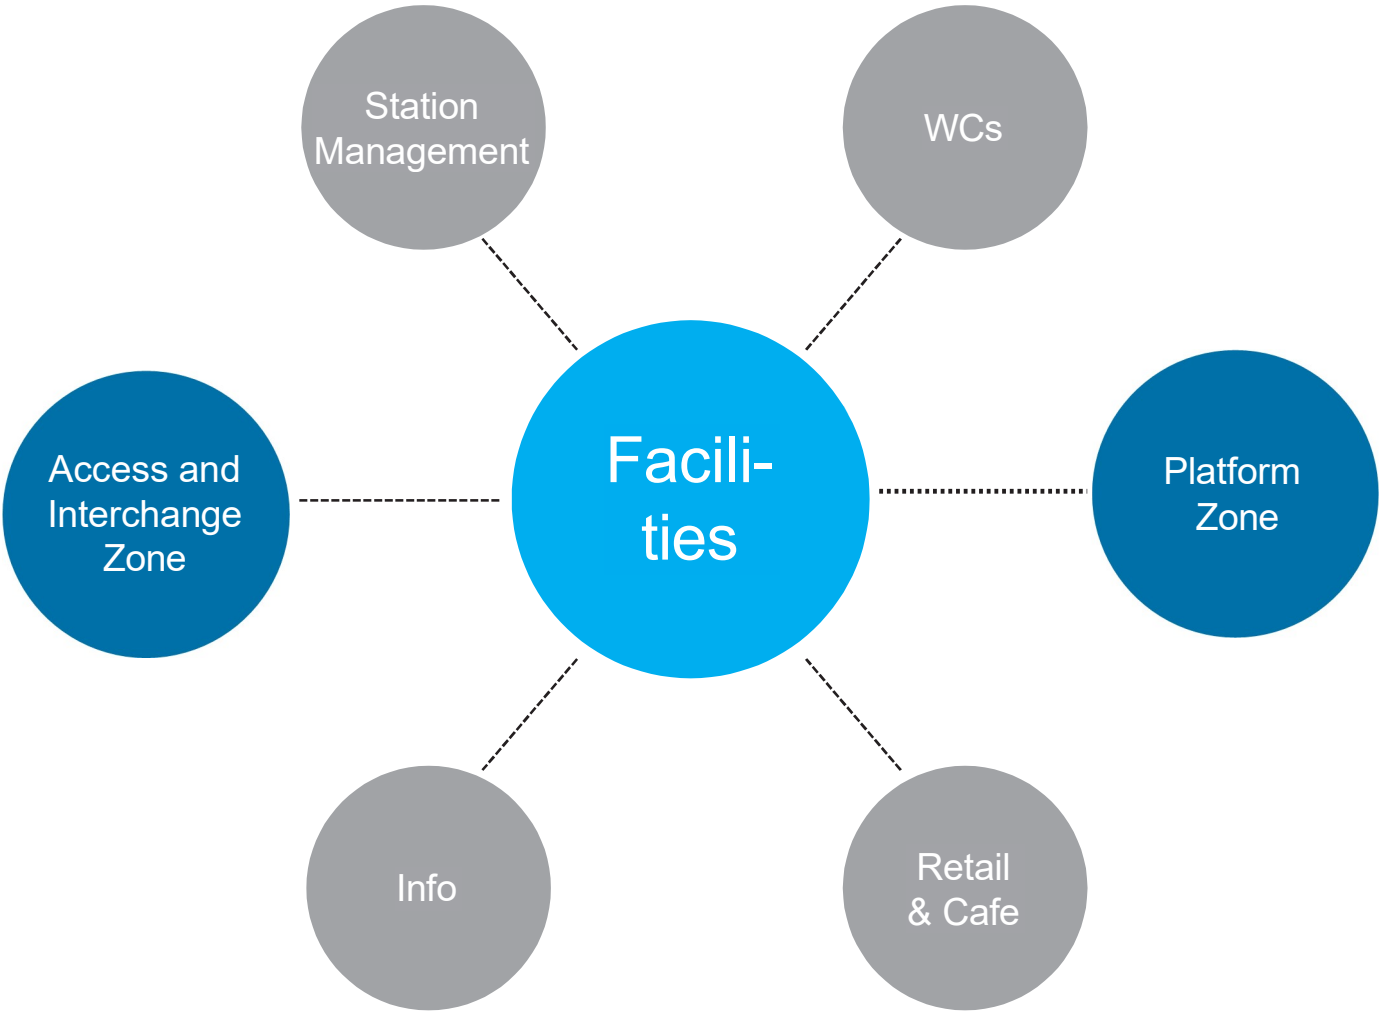 Station
Management
WCs
Facili-
ties
Access and
Interchange
Zone
Platform
Zone
Info
Retail
& Cafe